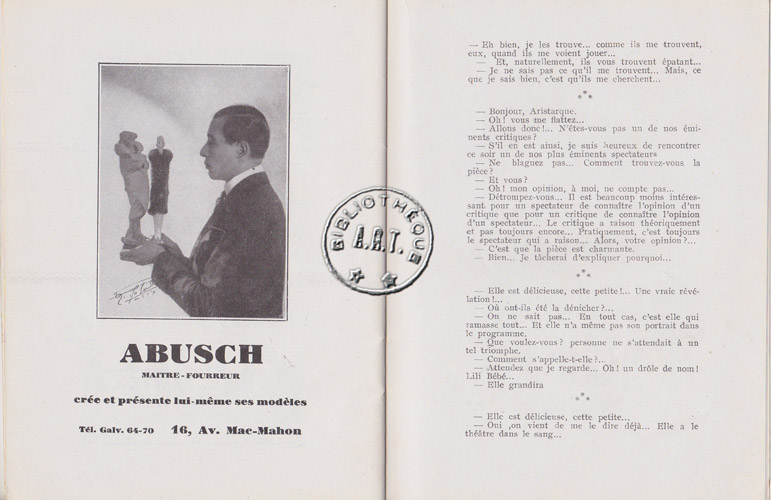 ABUSCH
MAITRE-FOURREUR
crée et présente lui-même ses modèles
Tél. Galv. 64-70 16, Av. Mac-Mahon
BIBLIOTHÈQUE
A.R.T.
— Eh bien, je les trouve... comme ils me trouvent,
eux, quand ils me voient jouer...
— Et, naturellement, ils vous trouvent épatant...
— Je ne sais pas ce qu'il me trouvent... Mais, ce
que je sais bien, c'est qu'ils me cherchent...
— Bonjour, Aristarque.
— Oh! vous me flattez...
— Allons donc!... N'êtes-vous pas un de nos émi-
nents critiques?
— S'il en est ainsi, je suis heureux de rencontrer
ce soir un de nos plus éminents spectateurs
— Ne blaguez pas... Comment trouvez-vous la
pièce?
— Et vous?
— Oh! mon opinion, à moi, ne compte pas...
— Détrompez-vous... Il est beaucoup moins intéres-
sant pour un spectateur de connaître l'opinion d'un
critique que pour un critique de connaître l'opinion
d'un spectateur... Le critique a raison théoriquement
et pas toujours encore... Pratiquement, c'est toujours
le spectateur qui a raison... Alors, votre opinion?...
— C'est que la pièce est charmante.
— Bien... Je tâcherai d'expliquer pourquoi...
— Elle est délicieuse, cette petite!... Une vraie révé-
lation!...
— Où ont-ils été la dénicher?...
— On ne sait pas... En tout cas, c'est elle qui
ramasse tout... Et elle n'a même pas son portrait dans
le programme.
— Que voulez-vous? personne ne s'attendait à un
tel triomphe.
— Comment s'appelle-t-elle?...
— Attendez que je regarde... Oh! un drôle de nom!
Lili Bébé...
— Elle grandira
— Elle est délicieuse, cette petite...
— Oui ,on vient de me le dire déjà... Elle a le
théâtre dans le sang...